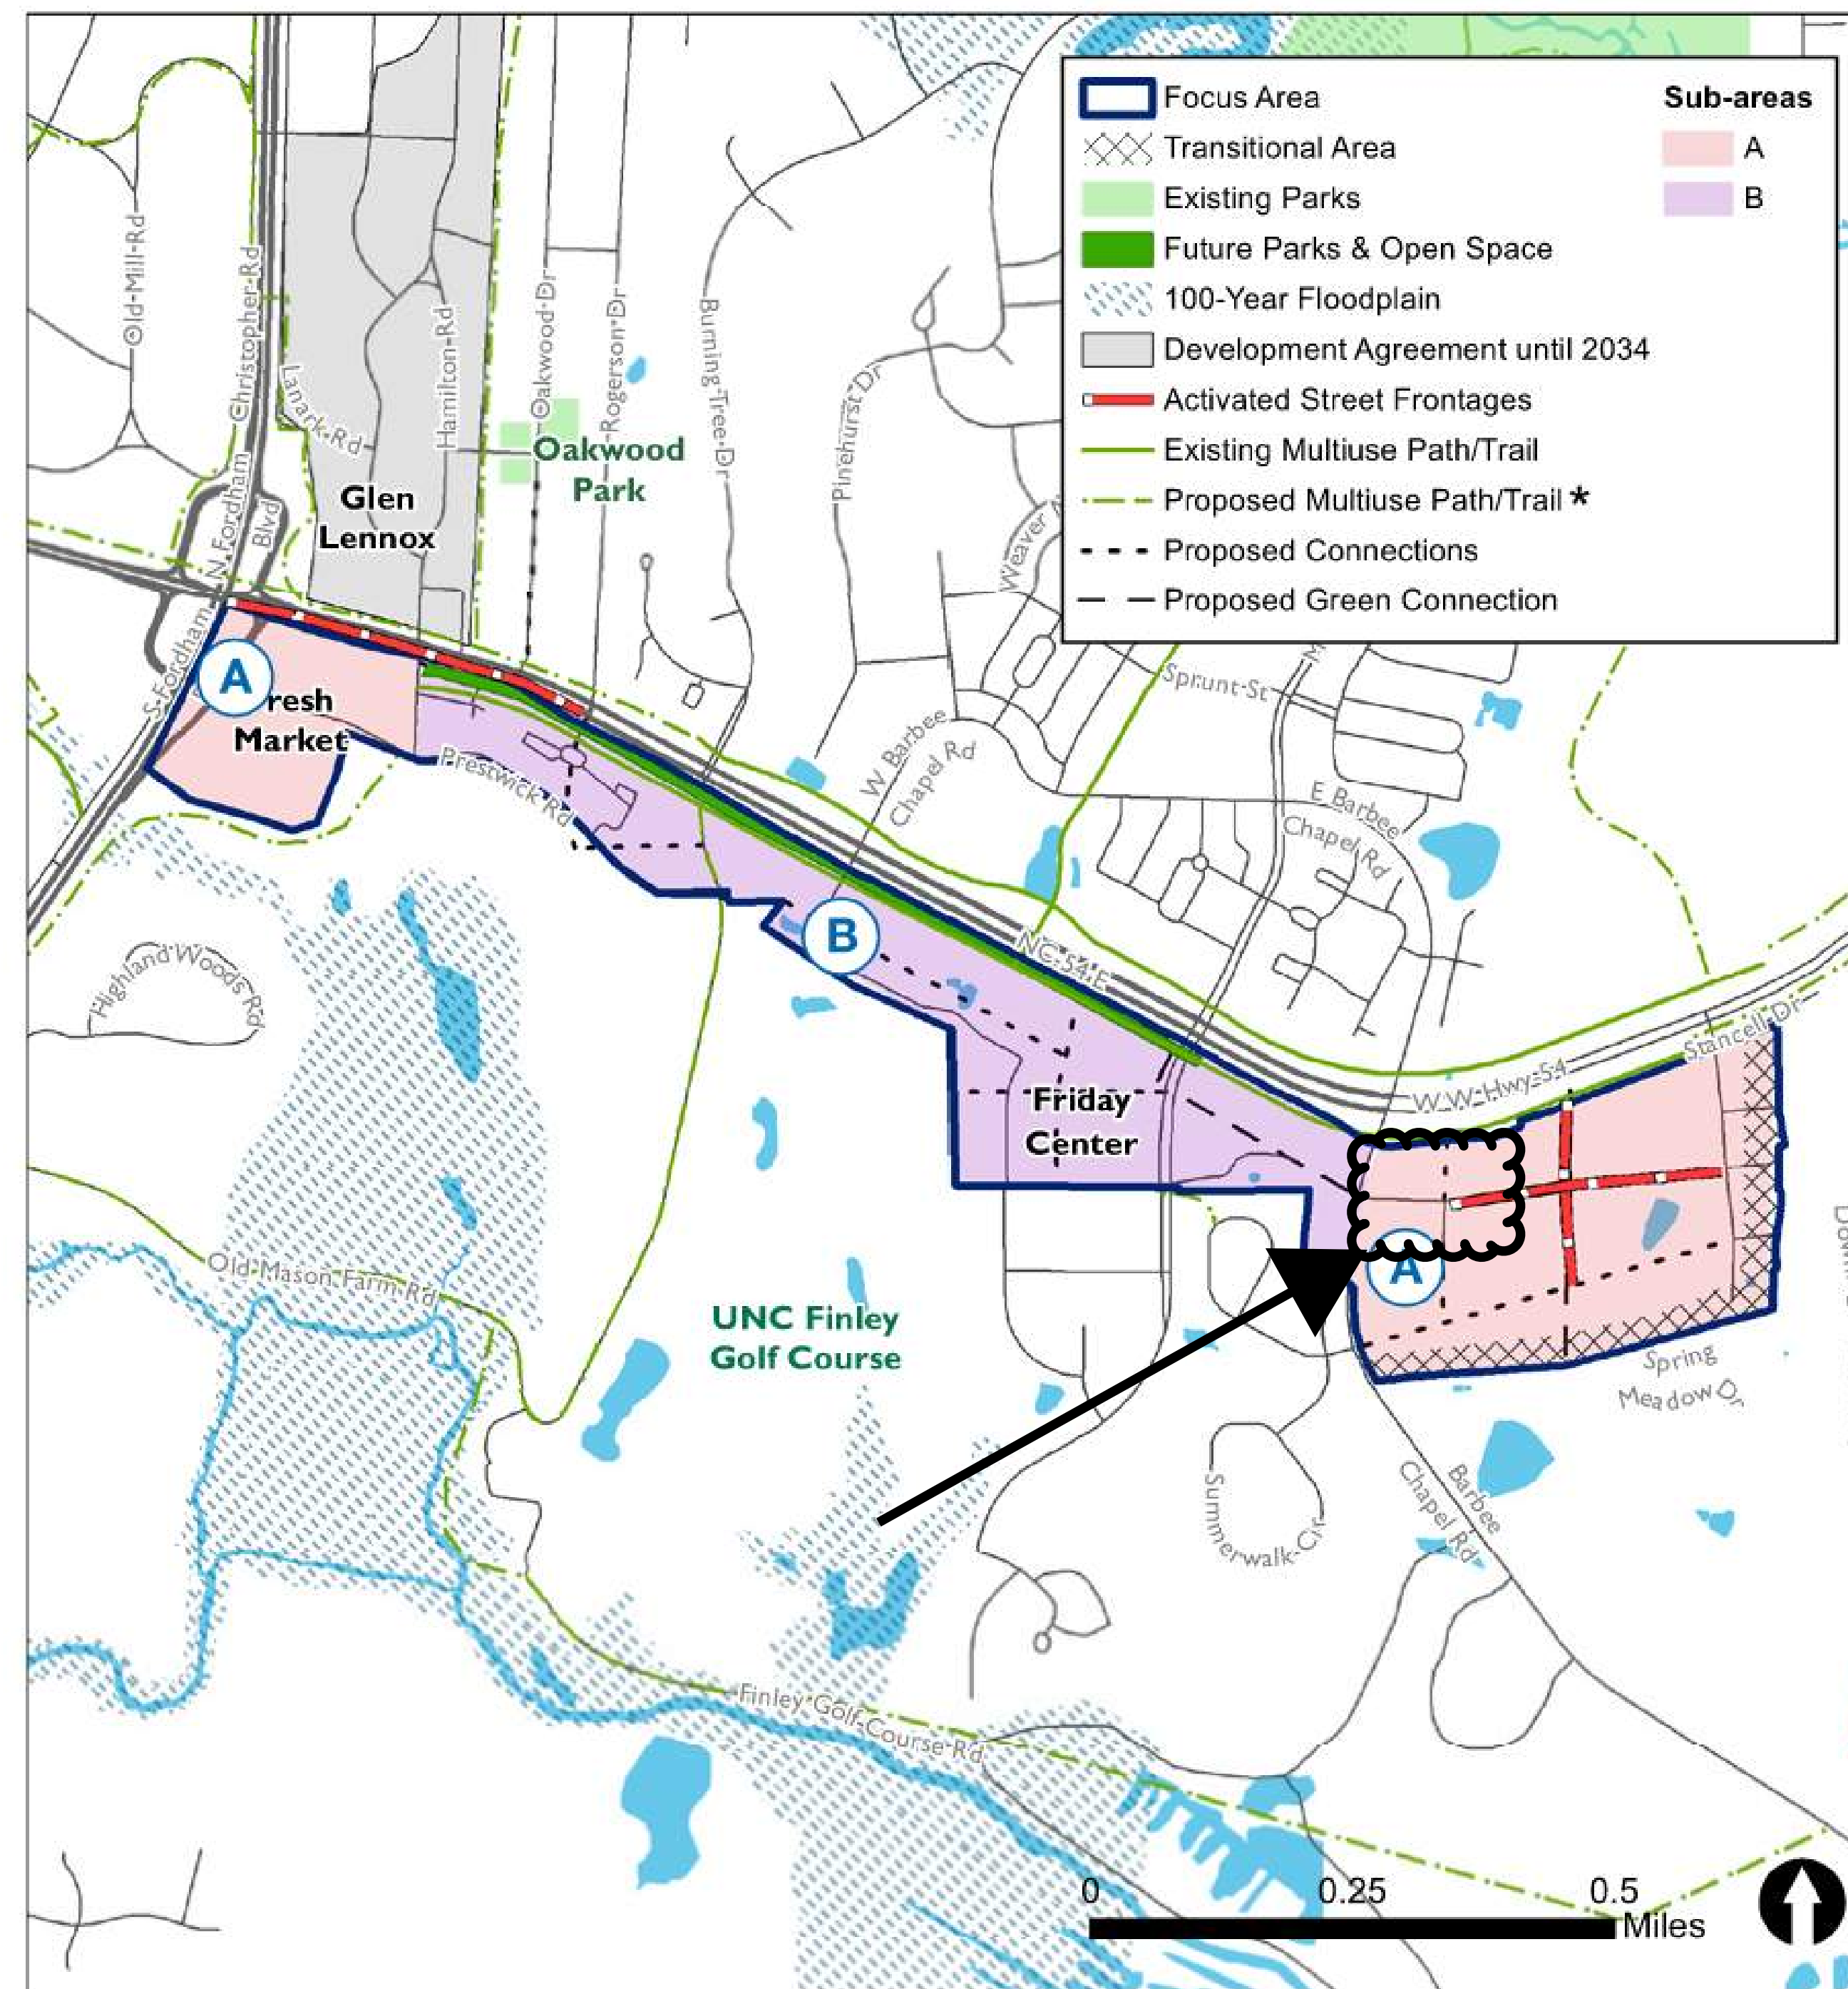 Focus Area
Transitional Area
Existing Parks
Future Parks & Open Space
100-Year Floodplain
Development Agreement until 2034
Activated Street Frontages
Existing Multiuse Path/Trail
Proposed Multiuse Path/Trail *
Proposed Connections
Proposed Green Connection
Sub-areas
A
B
Old Mill Rd
Christopher Rd
Lanark Rd
Hamilton Rd
Oakwood Dr
Rogerson Dr
Burning Tree Dr
Pinehurst Dr
Oakwood
Park
Glen
Lennox
N Fordham
Blvd
S Fordham
Weaver
M
Sprunt St
A
resh
Market
Prestwick Rd
W Barbee
Chapel Rd
E Barbee
Chapel Rd
B
NC 54 E
Highland Woods Rd
Stancell Dr
W W Hwy 54
Friday
Center
A
Old Mason Farm Rd
UNC Finley
Golf Course
Spring
Meadow Dr
Barbee
Chapel Rd
Summerwalk Cir
Finley Golf Course Rd
0
0.25
0.5
Miles